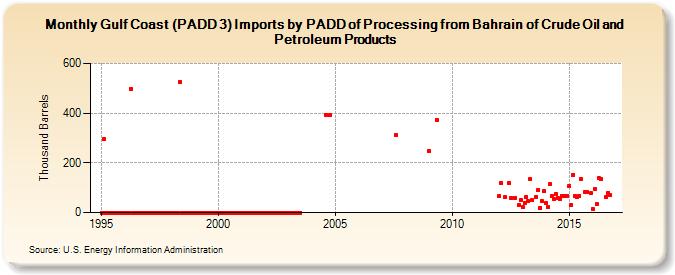 Monthly Gulf Coast (PADD 3) Imports by PADD of Processing from Bahrain of Crude Oil and
Petroleum Products
Thousand Barrels
600
400
200
0
1995
2000
2005
2010
2015
Source: U.S. Energy Information Administration